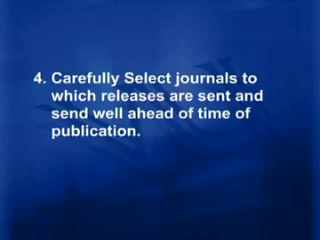 4. Carefully Select journals to
which releases are sent and
send well ahead of time of
publication.